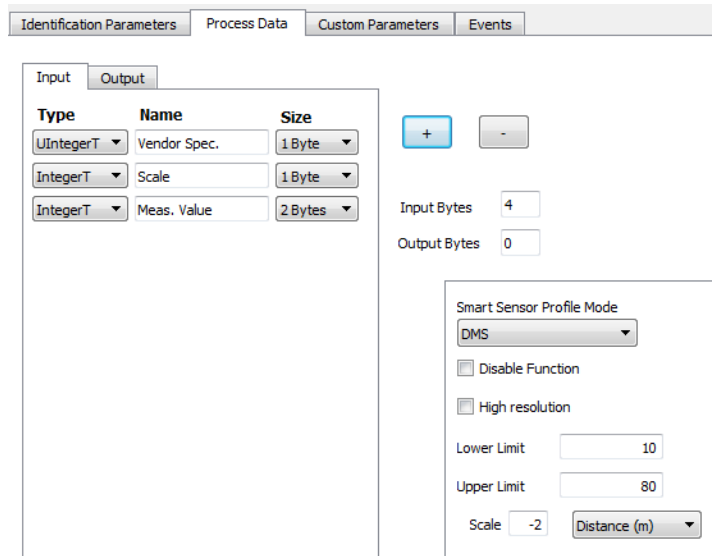 Identification Parameters Process Data Custom Parameters Events
Input Output
Type Name Size
UIntegerT Vendor Spec. 1 Byte
+ -
IntegerT Scale 1 Byte
IntegerT Meas. Value 2 Bytes
Input Bytes 4
Output Bytes 0
Smart Sensor Profile Mode
DMS
Disable Function
High resolution
Lower Limit 10
Upper Limit 80
Scale -2 Distance (m)